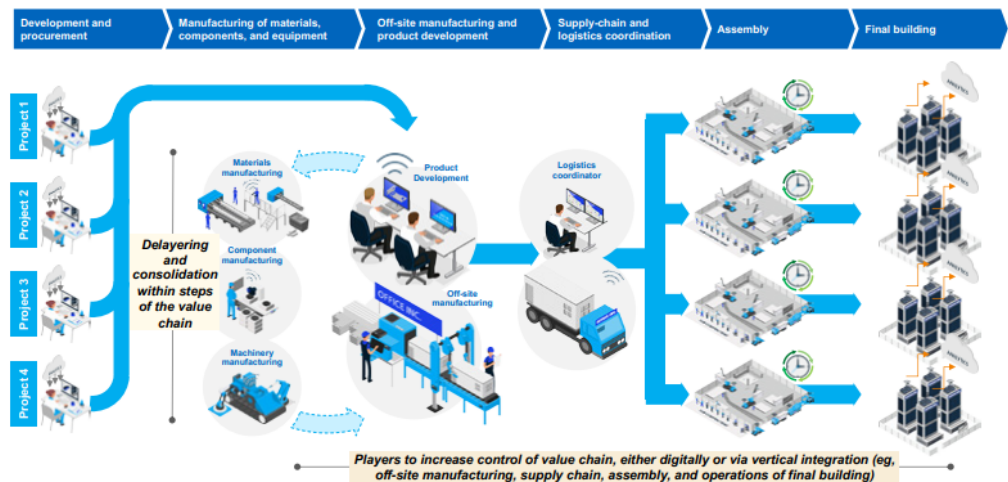 Development and
procurement
Manufacturing of materials,
components, and equipment
Off-site manufacturing and
product development
Supply-chain and
logistics coordination
Assembly
Final building
Project 1
Project 2
Project 3
Project 4
Delayering
and
consolidation
within steps
of the value
chain
Materials
manufacturing
Component
manufacturing
Machinery
manufacturing
Product
Development
OFFICE INC.
Off-site
manufacturing
Logistics
coordinator
ANALYTICS
ANALYTICS
ANALYTICS
ANALYTICS
Players to increase control of value chain, either digitally or via vertical integration (eg,
off-site manufacturing, supply chain, assembly, and operations of final building)